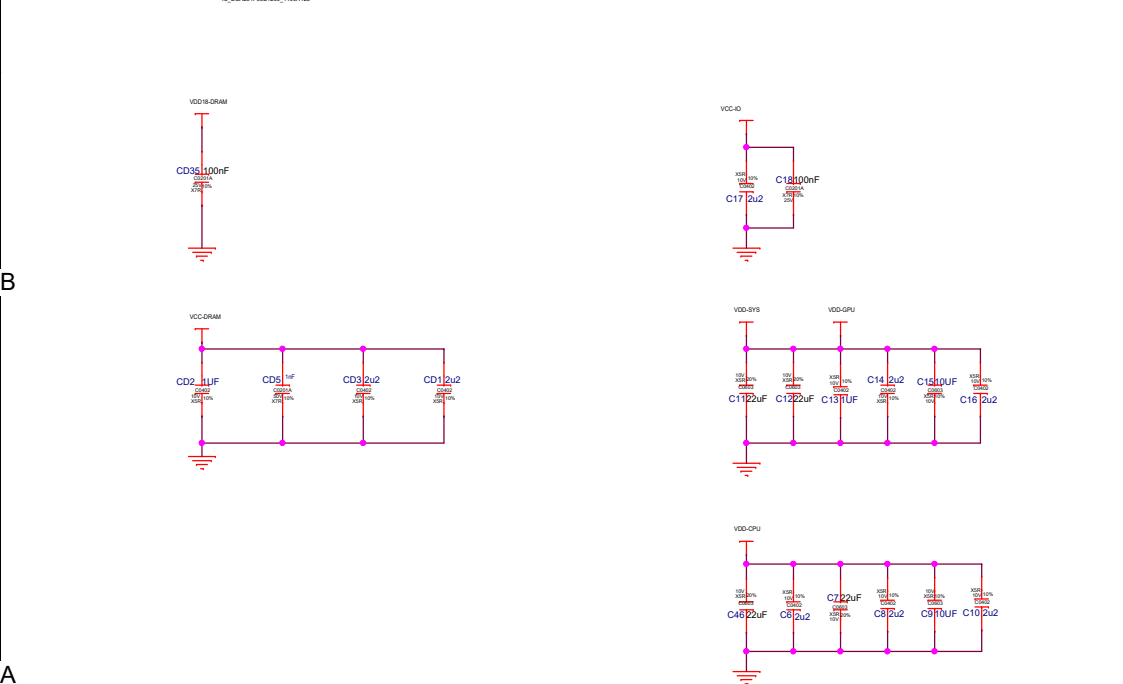 VDD18-DRAM
CD35 100nF
C0201A
25V 10%
X7R
VCC-IO
X5R
10V 10%
C0402
C17 2u2
C18 100nF
C0201A
X7R 10%
25V
B
VCC-DRAM
CD2 1UF
C0402
10V
X5R 10%
CD5 1nF
C0201A
50V
X7R 10%
CD3 2u2
C0402
10V
X5R 10%
CD1 2u2
C0402
10V
X5R 10%
VDD-SYS
VDD-GPU
10V
X5R 20%
C0603
C11 22uF
10V
X5R 20%
C0603
C12 22uF
X5R
10V 10%
C0402
C13 1UF
C14 2u2
C0402
10V
X5R 10%
C15 10UF
C0603
X5R 10%
10V
X5R
10V 10%
C0402
C16 2u2
VDD-CPU
10V
X5R 20%
C0603
C46 22uF
X5R
10V 10%
C0402
C6 2u2
C7 22uF
C0603
X5R 20%
10V
X5R
10V 10%
C0402
C8 2u2
10V
X5R 10%
C0603
C9 10UF
X5R
10V 10%
C0402
C10 2u2
A